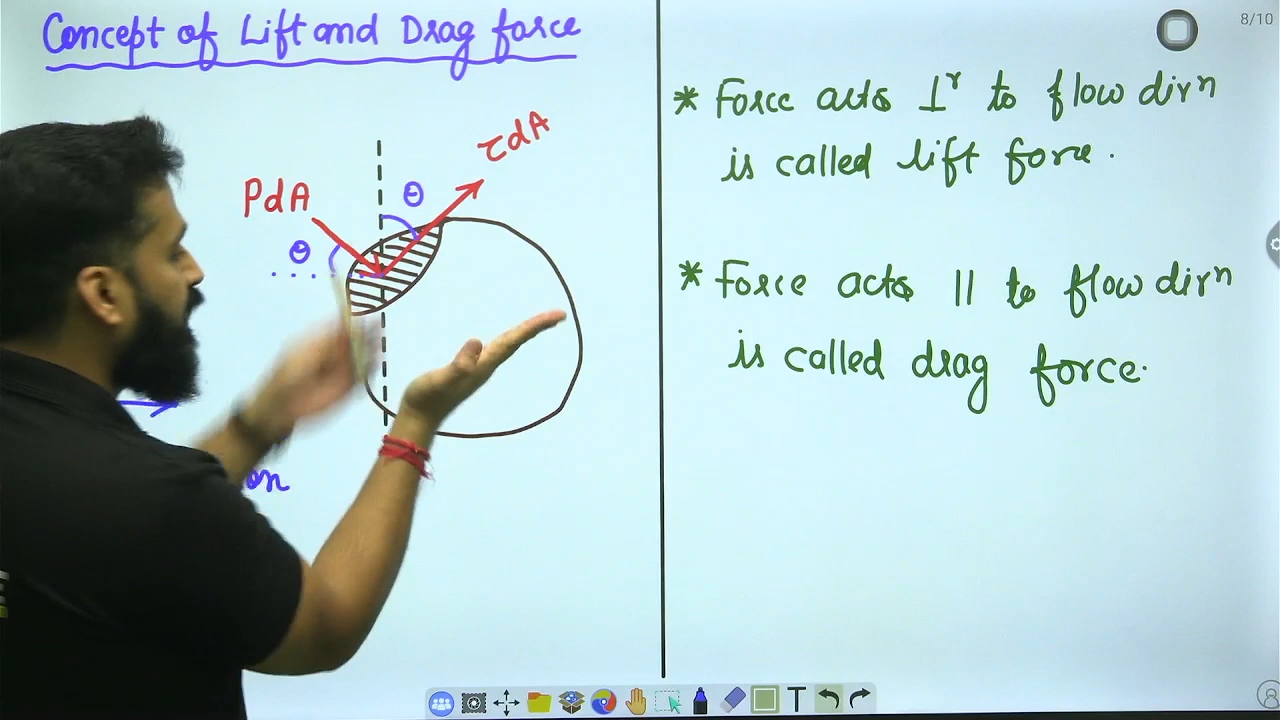 Concept of Lift and Drag force
8/10
τdA
PdA
θ
θ
* Force acts ⊥r to flow dirn
is called lift force.
* Force acts || to flow dirn
is called drag force.
T